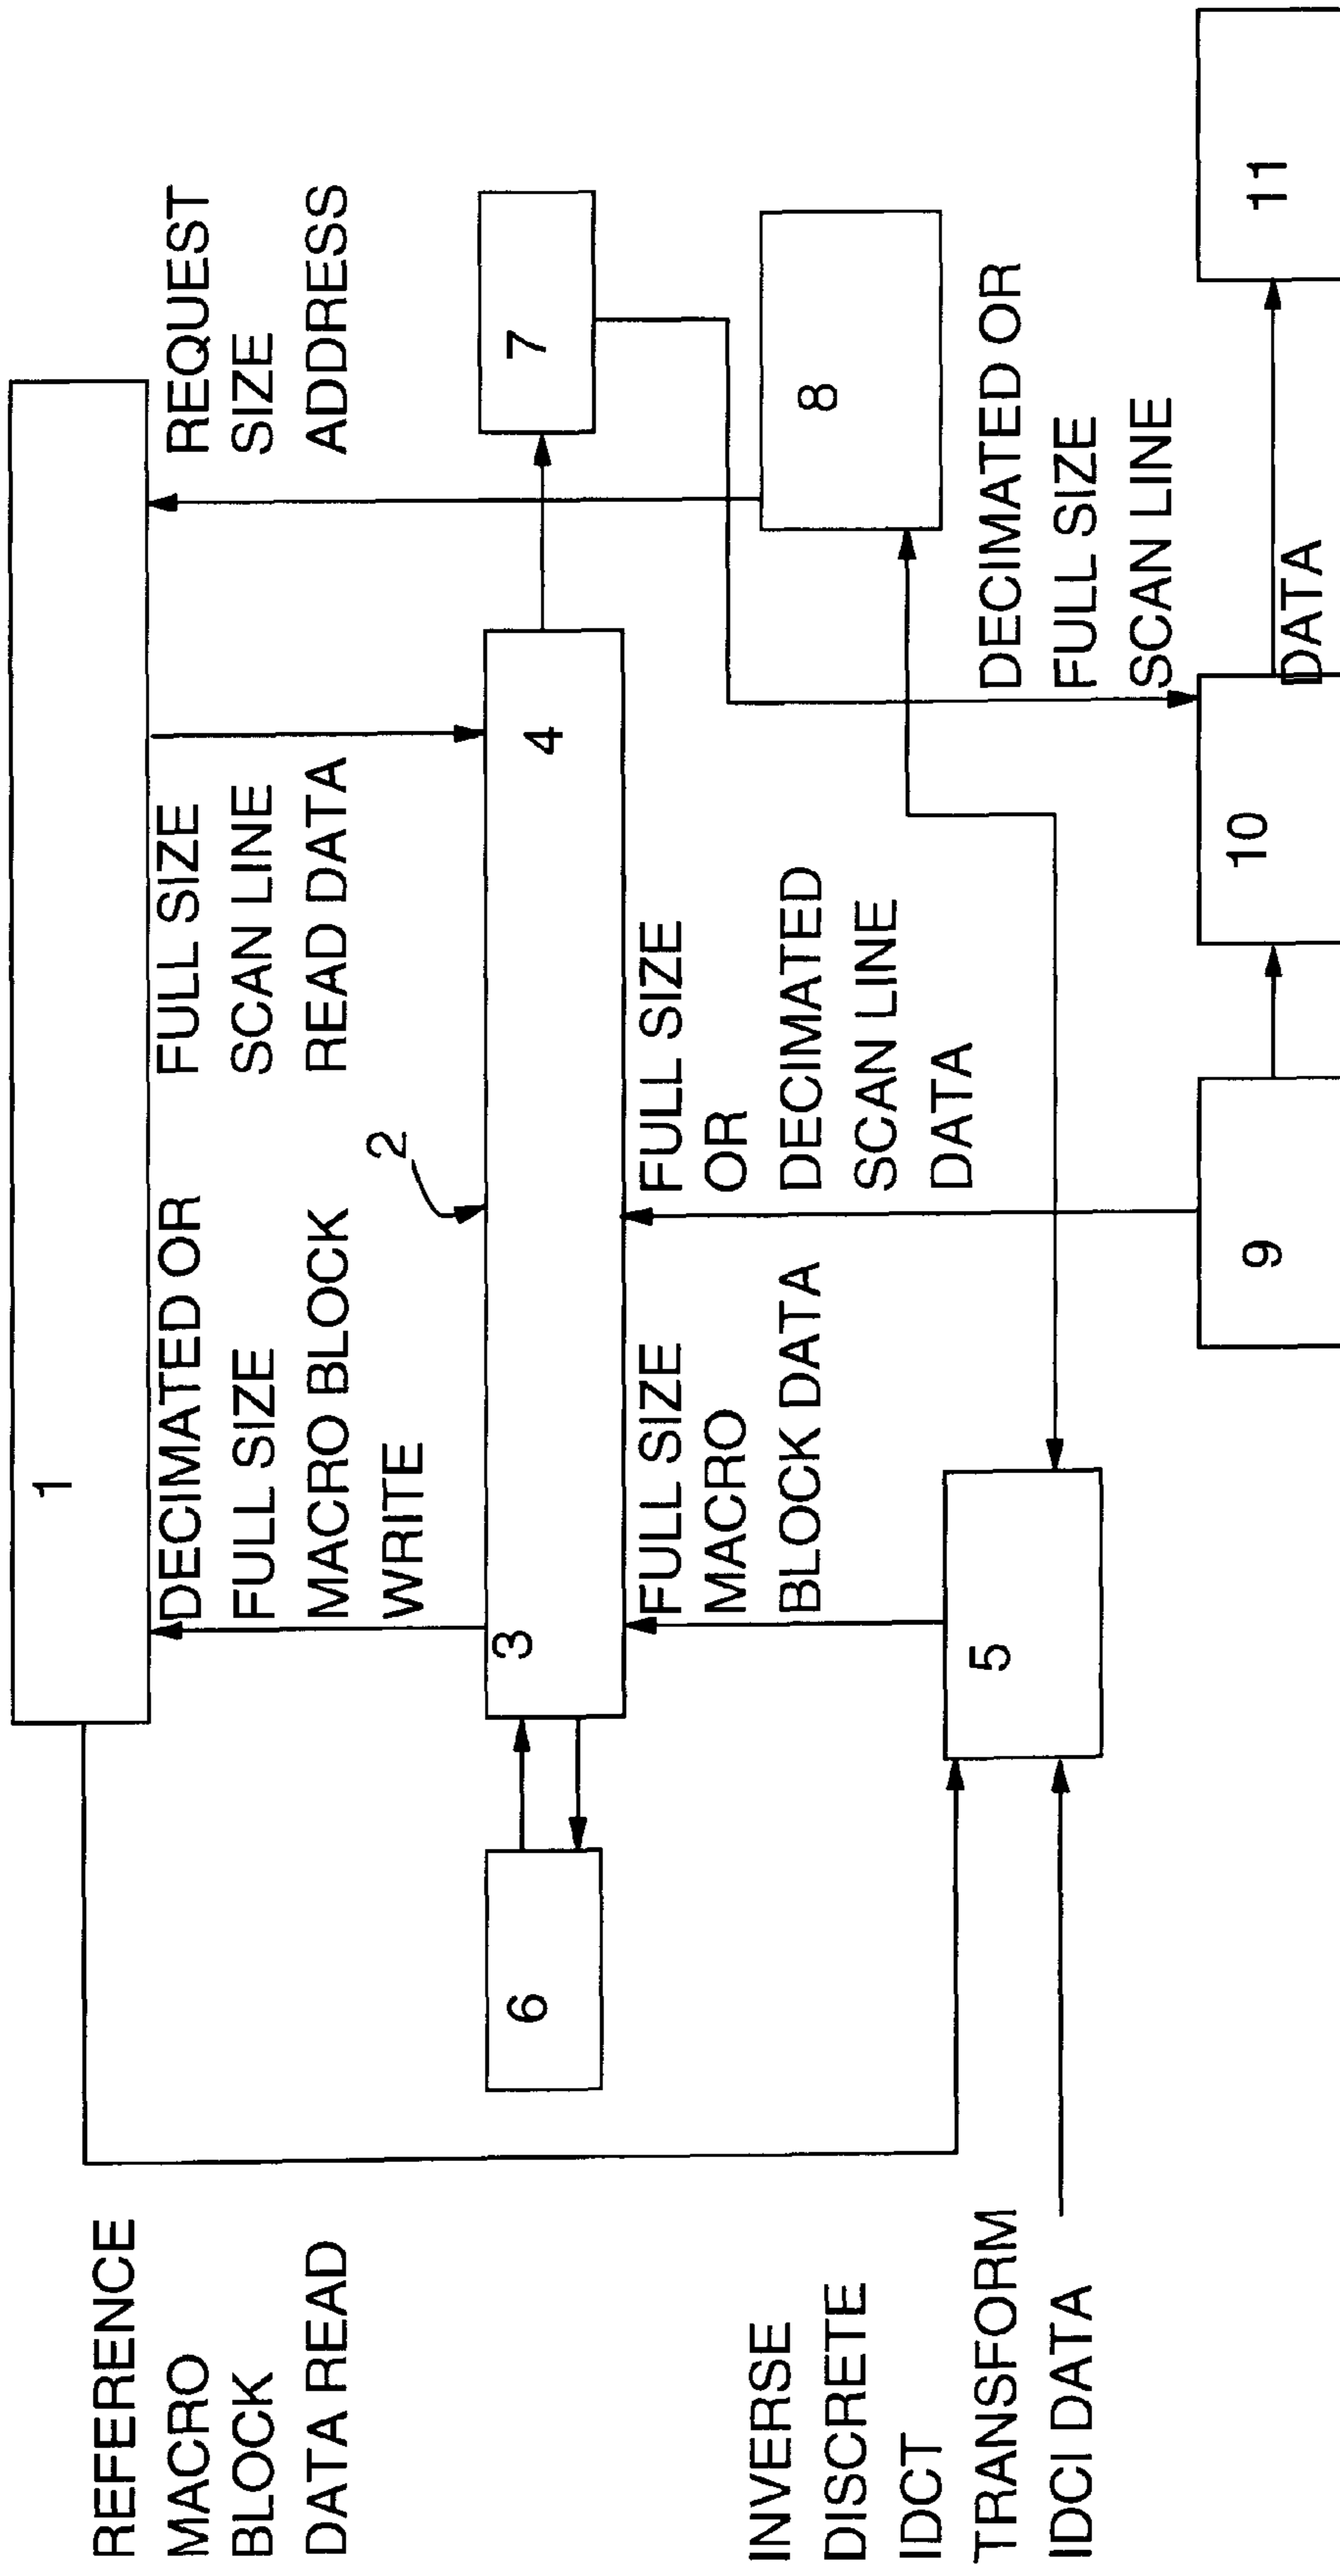 1
REFERENCE
MACRO
BLOCK
DATA READ
DECIMATED OR
FULL SIZE
MACRO BLOCK
WRITE
FULL SIZE
SCAN LINE
READ DATA
REQUEST
SIZE
ADDRESS
2
3
4
6
7
FULL SIZE
MACRO
BLOCK DATA
FULL SIZE
OR
DECIMATED
SCAN LINE
DATA
8
INVERSE
DISCRETE
IDCT
TRANSFORM
IDCI DATA
5
DECIMATED OR
FULL SIZE
SCAN LINE
DATA
9
10
11